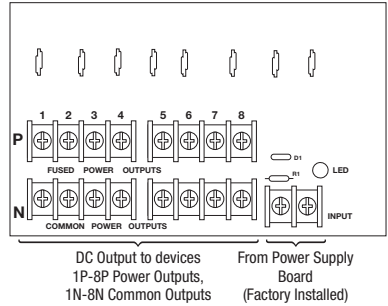 1 2 3 4 5 6 7 8
P
D1
FUSED POWER OUTPUTS
LED
R1
N
INPUT
COMMON POWER OUTPUTS
DC Output to devices
1P-8P Power Outputs,
1N-8N Common Outputs
From Power Supply
Board
(Factory Installed)